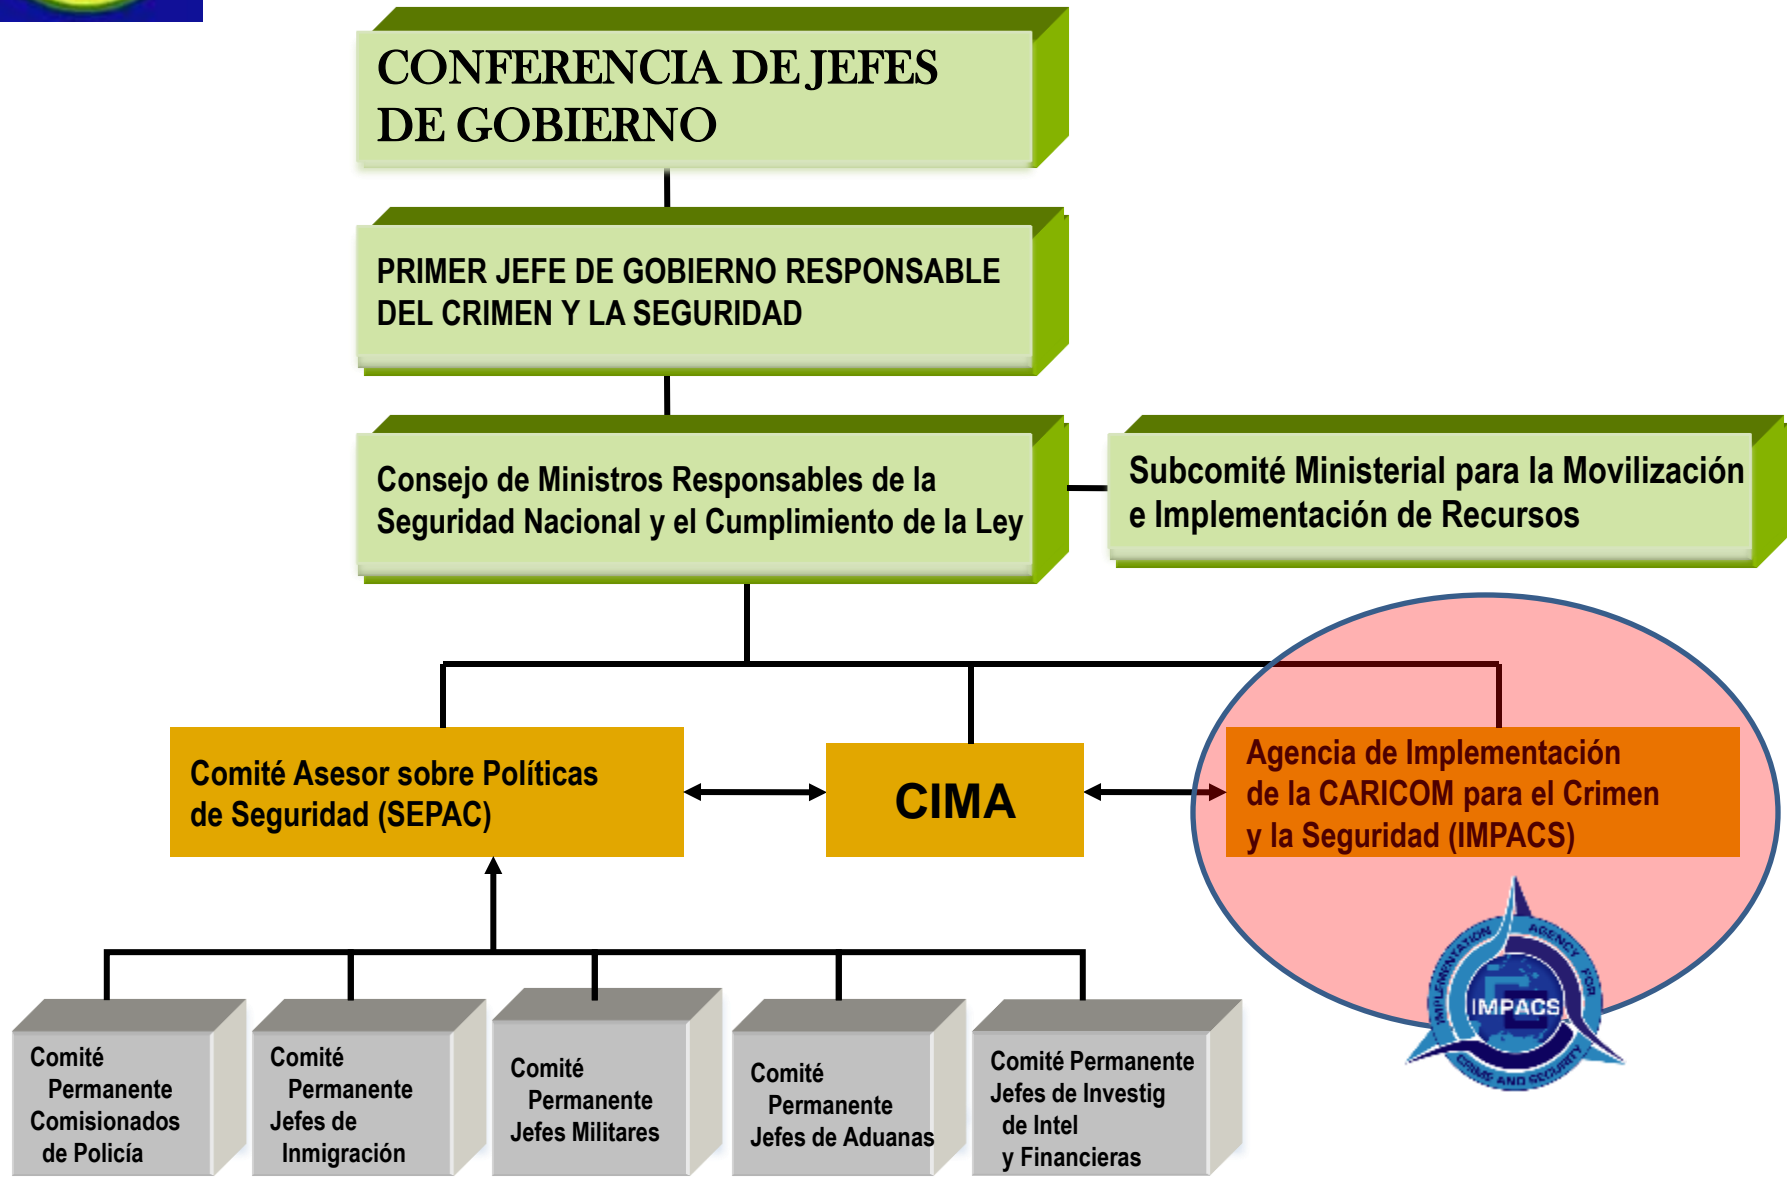 CONFERENCIA DE JEFES
DE GOBIERNO
PRIMER JEFE DE GOBIERNO RESPONSABLE
DEL CRIMEN Y LA SEGURIDAD
Consejo de Ministros Responsables de la
Seguridad Nacional y el Cumplimiento de la Ley
Subcomité Ministerial para la Movilización
e Implementación de Recursos
Comité Asesor sobre Políticas
de Seguridad (SEPAC)
CIMA
Agencia de Implementación
de la CARICOM para el Crimen
y la Seguridad (IMPACS)
IMPLEMENTATION AGENCY FOR
IMPACS
CRIME AND SECURITY
Comité
Permanente
Comisionados
de Policía
Comité
Permanente
Jefes de
Inmigración
Comité
Permanente
Jefes Militares
Comité
Permanente
Jefes de Aduanas
Comité Permanente
Jefes de Investig
de Intel
y Financieras